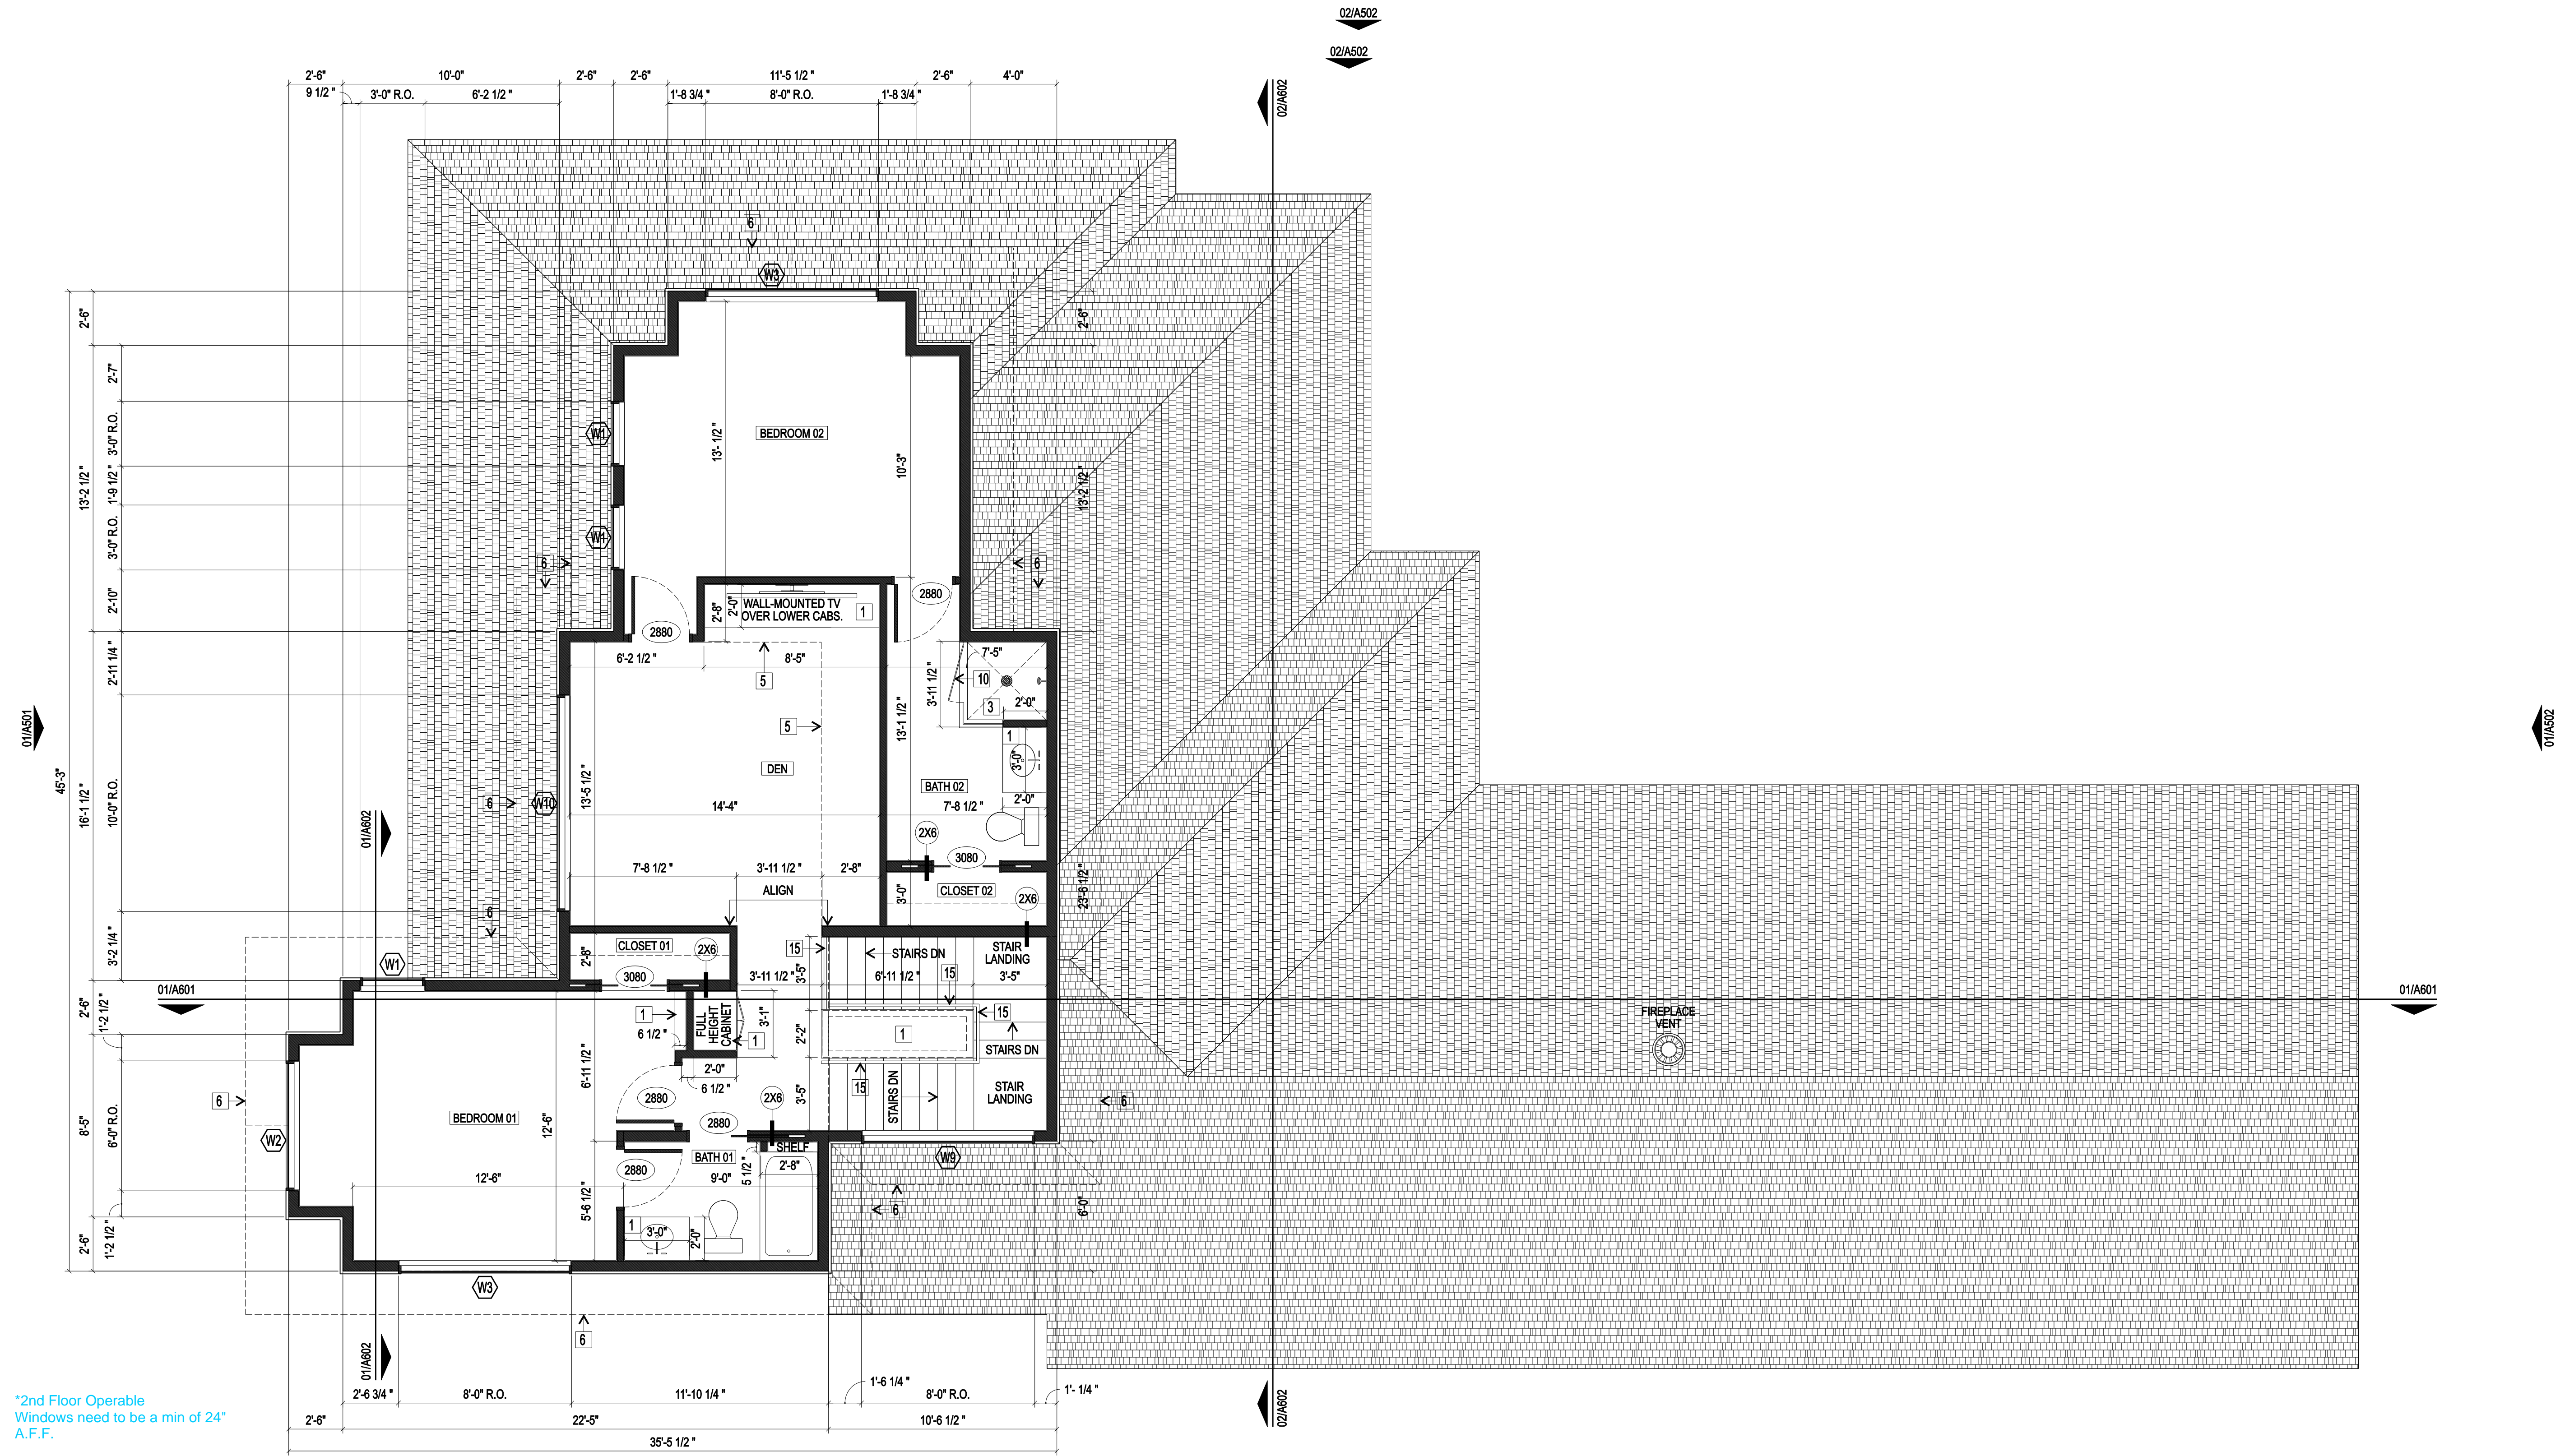 02/A502
02/A502
2'-6"
10'-0"
2'-6"
2'-6"
11'-5 1/2 "
2'-6"
4'-0"
9 1/2 "
3'-0" R.O.
6'-2 1/2 "
1'-8 3/4 "
8'-0" R.O.
1'-8 3/4 "
02/A602
6
W3
2'-6"
2'-6"
2'-7"
3'-0" R.O.
13'-2 1/2 "
1'-9 1/2 "
3'-0" R.O.
2'-10"
W1
W1
13'- 1/2 "
BEDROOM 02
10'-3"
13'-2 1/2 "
6
6
2880
2880
2'-8"
2'-0"
WALL-MOUNTED TV
OVER LOWER CABS.
1
6'-2 1/2 "
8'-5"
7'-5"
5
10
3'-11 1/2 "
3
2'-0"
5
13'-1 1/2 "
1
3'-0"
01/A501
01/A502
45'-3"
2'-11 1/4 "
16'-1 1/2 "
10'-0" R.O.
3'-2 1/4 "
DEN
13'-5 1/2 "
BATH 02
6
W10
14'-4"
7'-8 1/2 "
2'-0"
01/A602
2X6
3080
7'-8 1/2 "
3'-11 1/2 "
2'-8"
ALIGN
3'-0"
CLOSET 02
2X6
23'-6 1/2 "
6
CLOSET 01
2X6
15
STAIRS DN
STAIR
LANDING
W1
2'-8"
3080
3'-11 1/2 "
3'-5"
6'-11 1/2 "
15
3'-5"
01/A601
01/A601
2'-6"
1'-2 1/2 "
1
6 1/2 "
FULL
HEIGHT
CABINET
3'-1"
1
15
1
2'-2"
STAIRS DN
FIREPLACE
VENT
6'-11 1/2 "
2'-0"
6 1/2 "
15
STAIRS DN
STAIR
LANDING
6
6
8'-5"
6'-0" R.O.
BEDROOM 01
12'-6"
2880
2X6
3'-5"
2880
W2
SHELF
BATH 01
W9
2880
9'-0"
5 1/2 "
2'-8"
12'-6"
5'-6 1/2 "
6
6'-0"
1
3'-0"
2'-0"
2'-6"
1'-2 1/2 "
W3
6
01/A602
02/A602
*2nd Floor Operable
Windows need to be a min of 24"
A.F.F.
2'-6 3/4 "
8'-0" R.O.
11'-10 1/4 "
1'-6 1/4 "
8'-0" R.O.
1'- 1/4 "
2'-6"
22'-5"
10'-6 1/2 "
35'-5 1/2 "